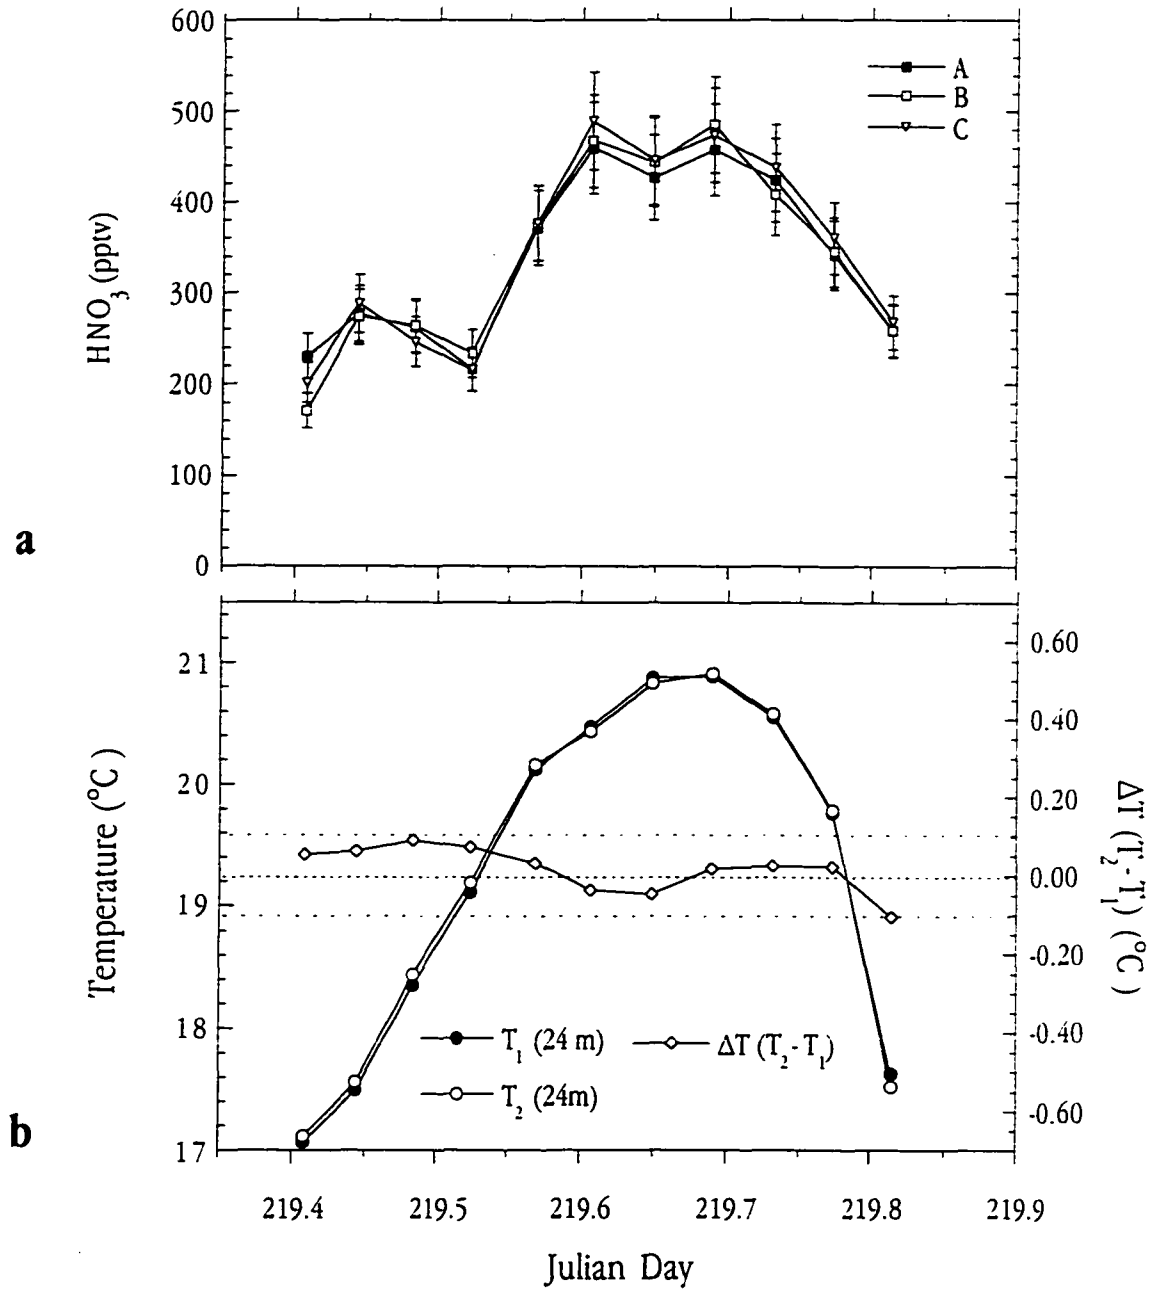 600
500
400
300
200
100
0
HNO3 (pptv)
A
B
C
a
21
20
19
18
17
Temperature (°C)
0.60
0.40
0.20
0.00
-0.20
-0.40
-0.60
ΔT (T2 - T1) (°C)
T1 (24 m)
ΔT (T2 - T1)
T2 (24m)
b
219.4 219.5 219.6 219.7 219.8 219.9
Julian Day